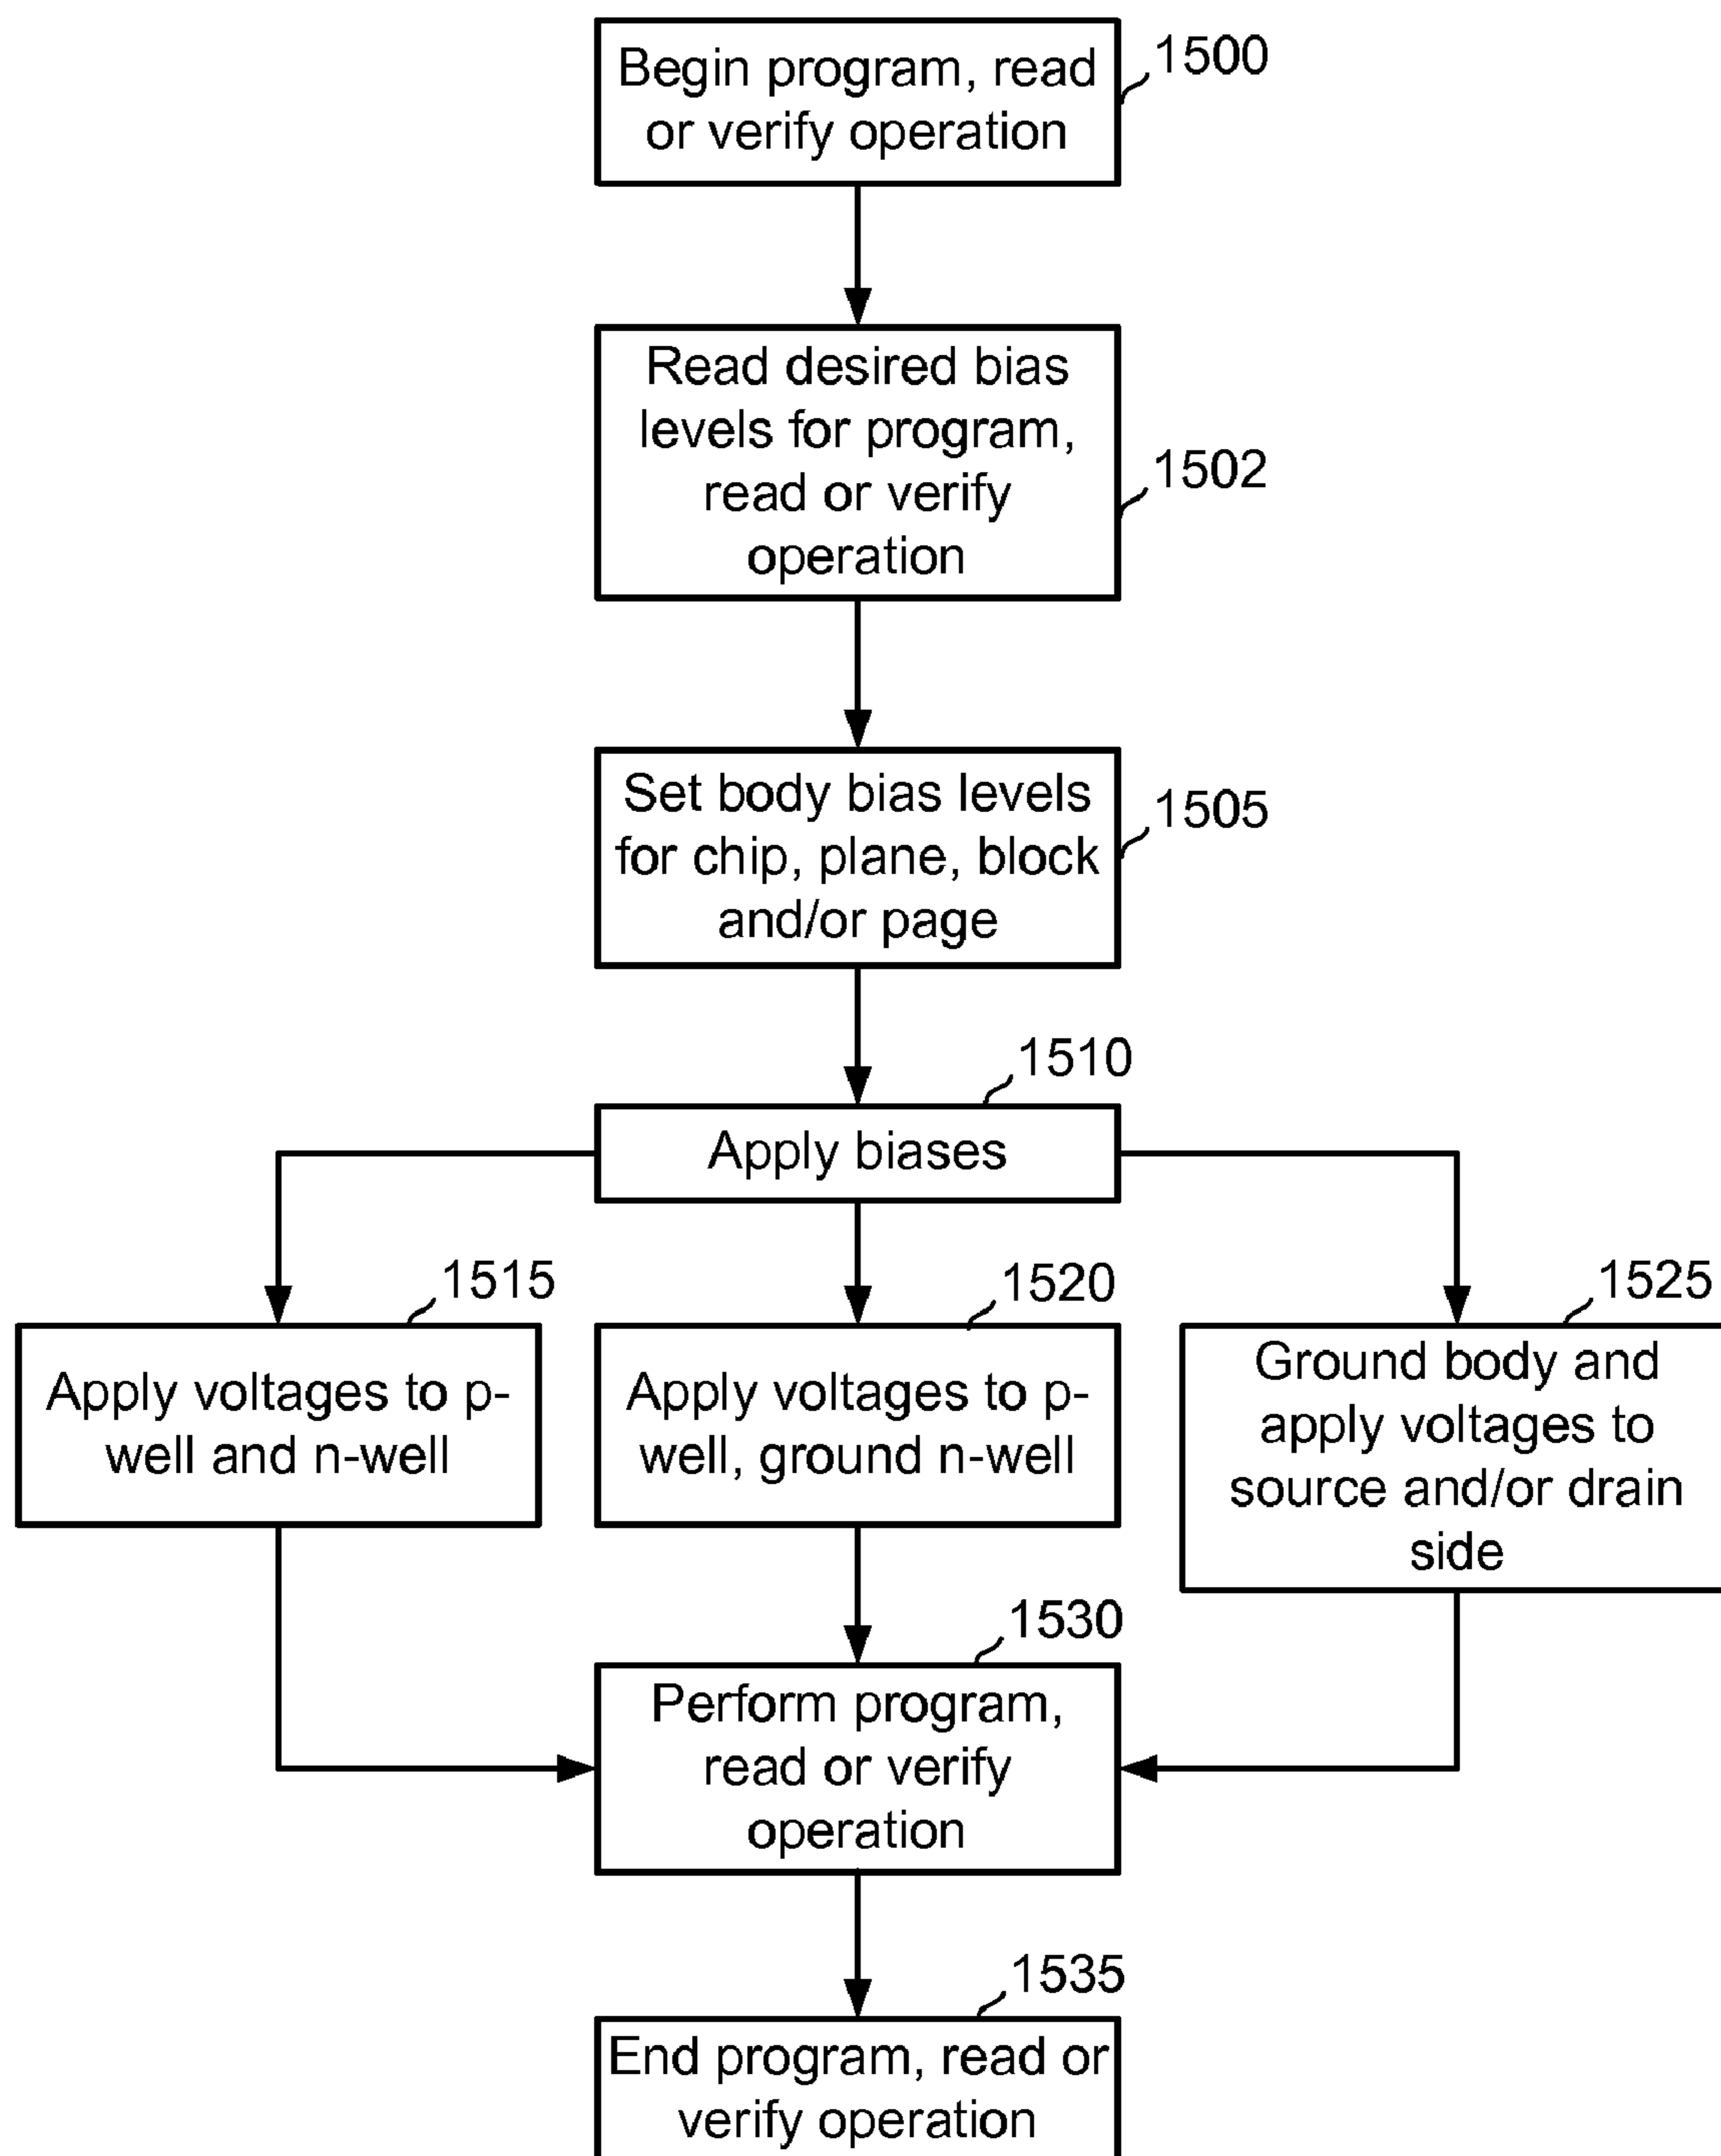 Begin program, read
or verify operation
1500
Read desired bias
levels for program,
read or verify
operation
1502
Set body bias levels
for chip, plane, block
and/or page
1505
1510
Apply biases
1515
Apply voltages to p-
well and n-well
1520
Apply voltages to p-
well, ground n-well
1525
Ground body and
apply voltages to
source and/or drain
side
1530
Perform program,
read or verify
operation
1535
End program, read or
verify operation